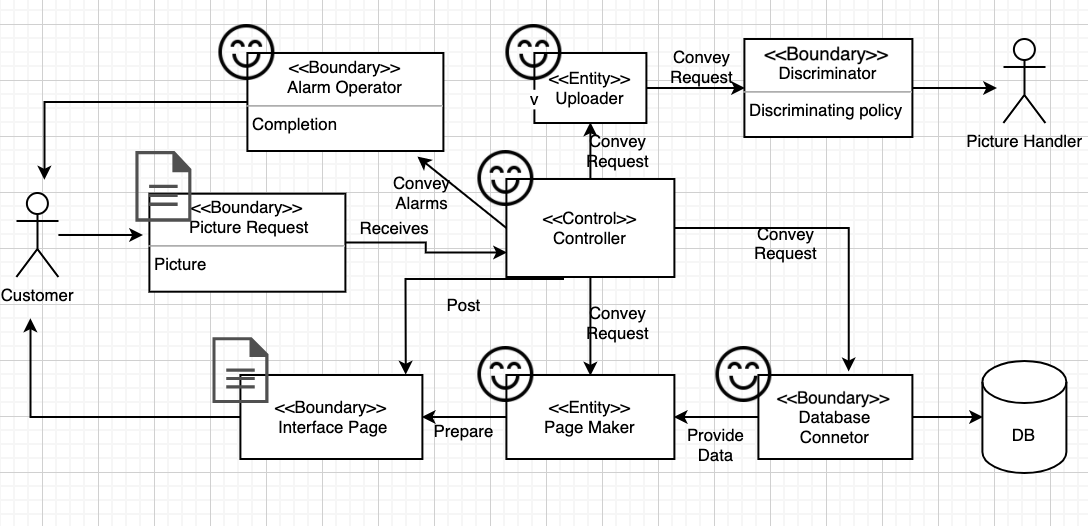 <<Boundary>>
Alarm Operator
Completion
<<Entity>>
v
Uploader
Convey
Request
<<Boundary>>
Discriminator
Discriminating policy
Picture Handler
Convey
Request
Convey
Alarms
<<Boundary>>
Picture Request
Picture
Receives
<<Control>>
Controller
Convey
Request
Customer
Post
Convey
Request
<<Boundary>>
Interface Page
Prepare
<<Entity>>
Page Maker
Provide
Data
<<Boundary>>
Database
Connetor
DB